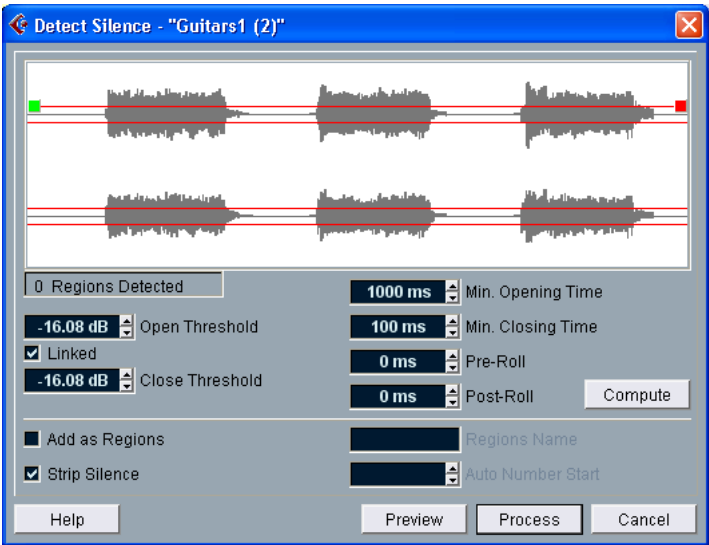 Detect Silence - "Guitars1 (2)"
0 Regions Detected
-16.08 dB Open Threshold
Linked
-16.08 dB Close Threshold
1000 ms Min. Opening Time
100 ms Min. Closing Time
0 ms Pre-Roll
0 ms Post-Roll
Compute
Add as Regions
Regions Name
Strip Silence
Auto Number Start
Help
Preview
Process
Cancel